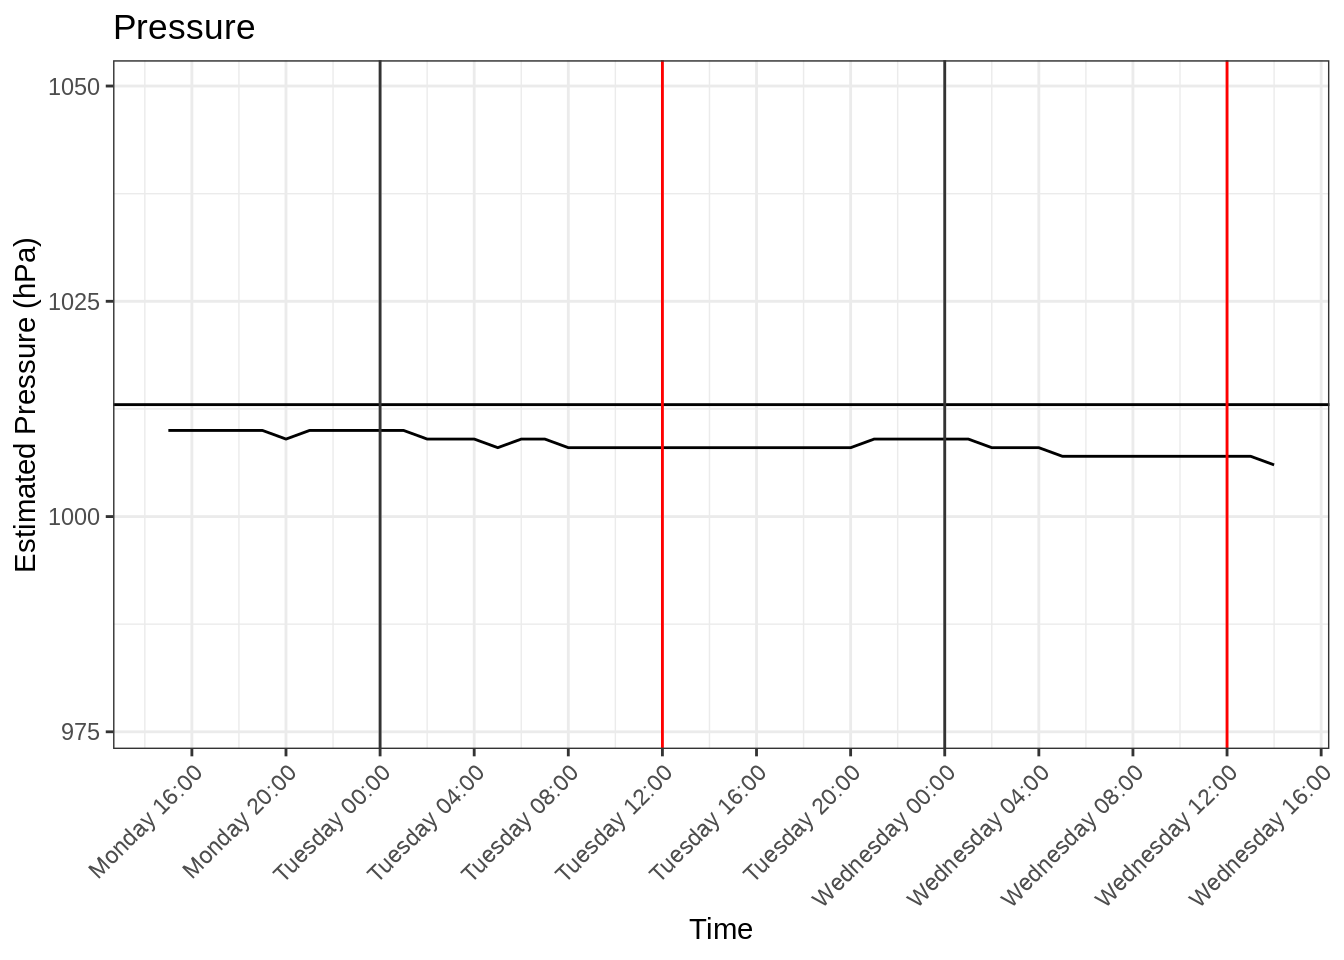 Pressure
Estimated Pressure (hPa)
1050
1025
1000
975
Monday 16:00
Monday 20:00
Tuesday 00:00
Tuesday 04:00
Tuesday 08:00
Tuesday 12:00
Tuesday 16:00
Tuesday 20:00
Wednesday 00:00
Wednesday 04:00
Wednesday 08:00
Wednesday 12:00
Wednesday 16:00
Time